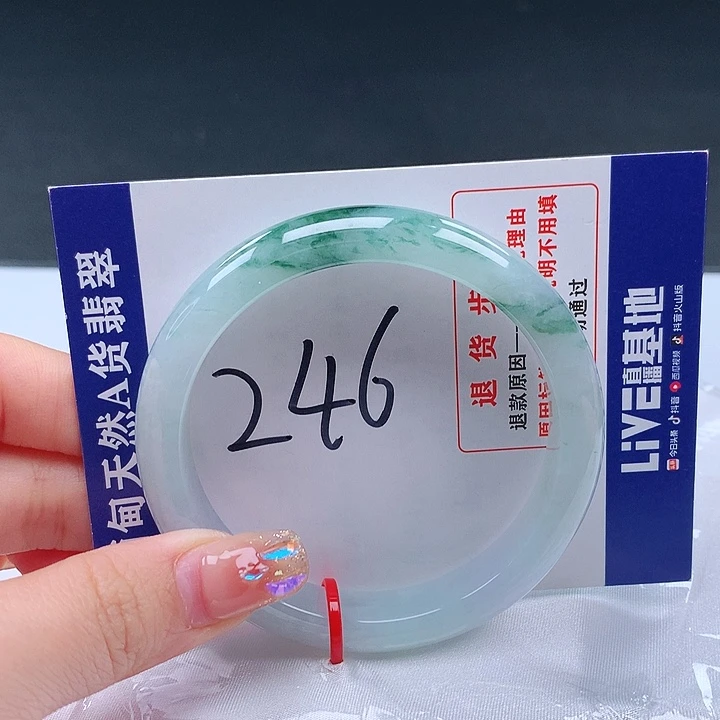 甸天然A货翡翠
246
退货步
退款原因一
理由
明不用填
通过
LiVE直播基地
今日头条 抖音 西瓜视频 抖音火山版